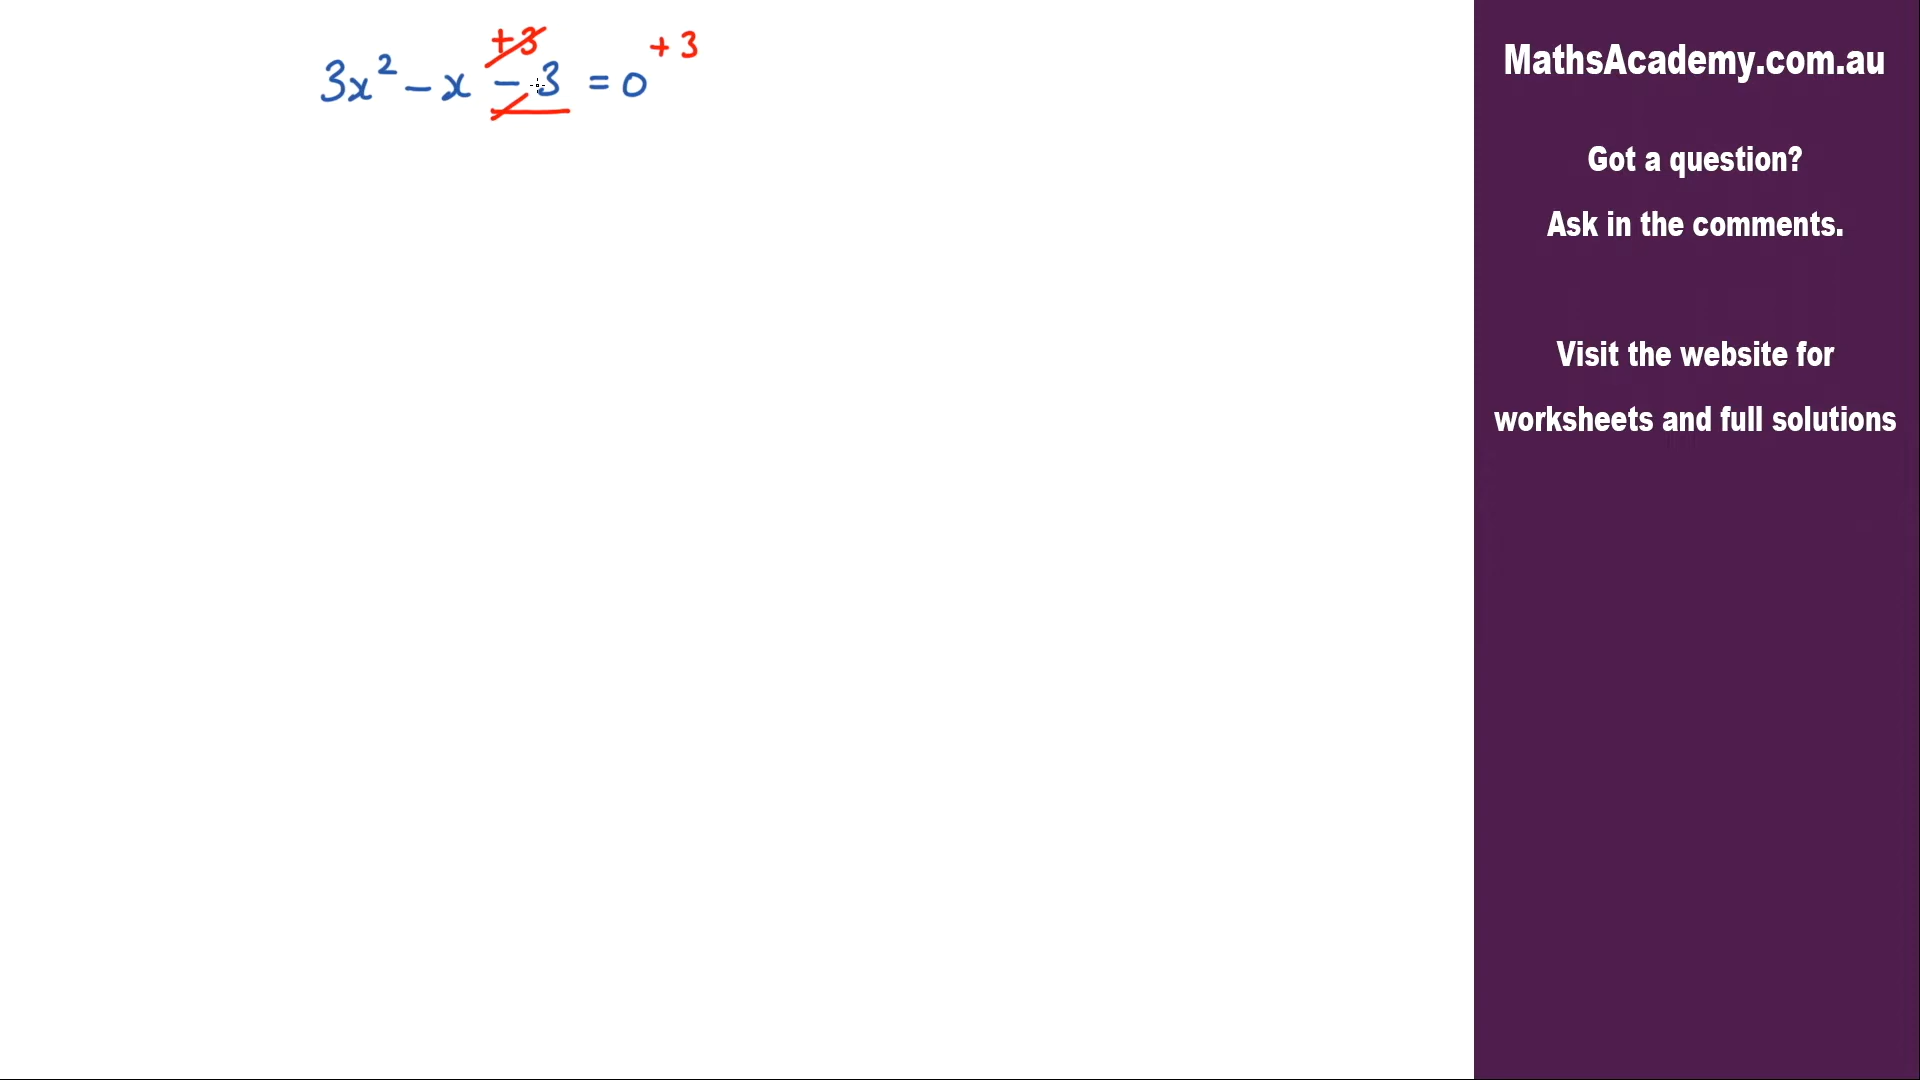 +3 +3
3x² - x - 3 = 0
MathsAcademy.com.au
Got a question?
Ask in the comments.
Visit the website for
worksheets and full solutions